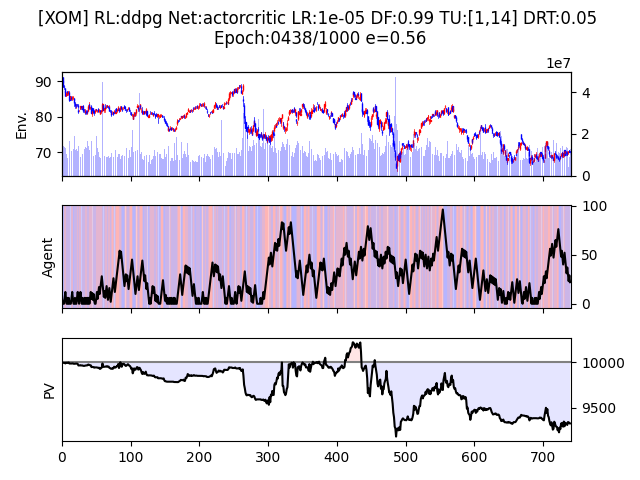 [XOM] RL:ddpg Net:actorcritic LR:1e-05 DF:0.99 TU:[1,14] DRT:0.05
Epoch:0438/1000 e=0.56
1e7
Env.
90
80
70
4
2
0
Agent
100
50
0
PV
10000
9500
0 100 200 300 400 500 600 700